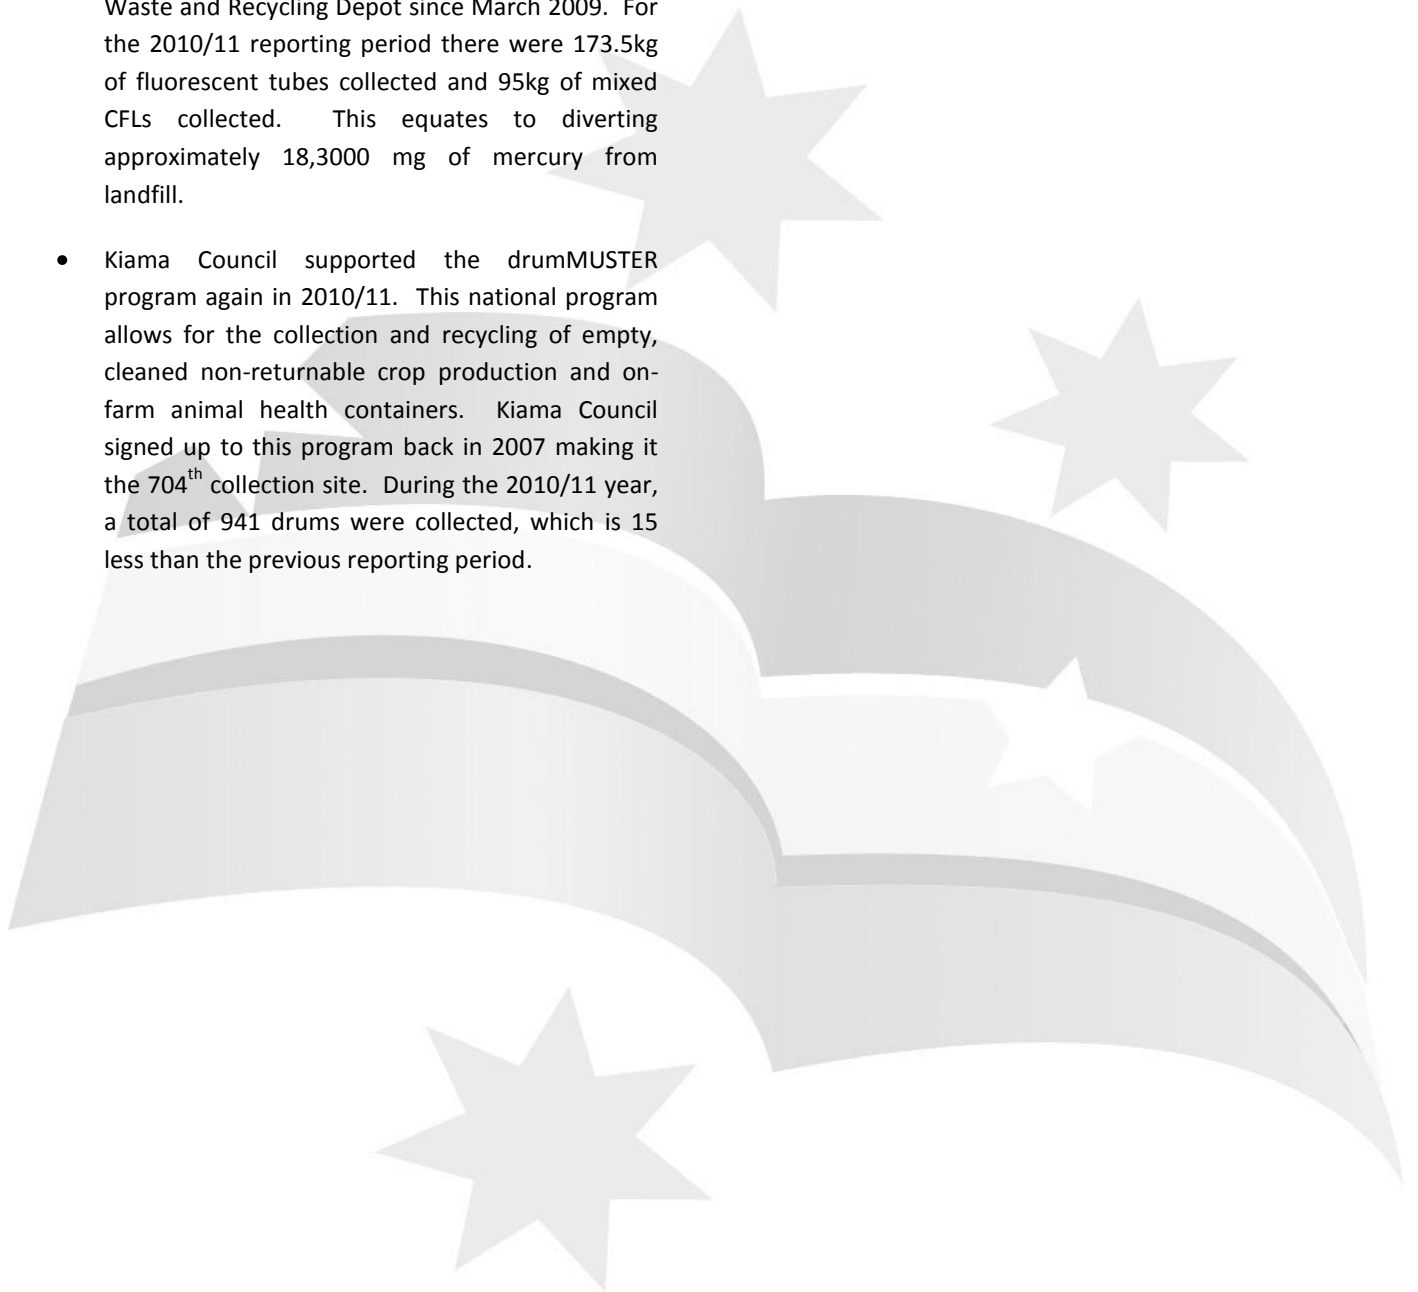 Waste and Recycling Depot since March 2009. For
the 2010/11 reporting period there were 173.5kg
of fluorescent tubes collected and 95kg of mixed
CFLs collected. This equates to diverting
approximately 18,3000 mg of mercury from
landfill.
• Kiama Council supported the drumMUSTER
program again in 2010/11. This national program
allows for the collection and recycling of empty,
cleaned non-returnable crop production and on-
farm animal health containers. Kiama Council
signed up to this program back in 2007 making it
the 704th collection site. During the 2010/11 year,
a total of 941 drums were collected, which is 15
less than the previous reporting period.